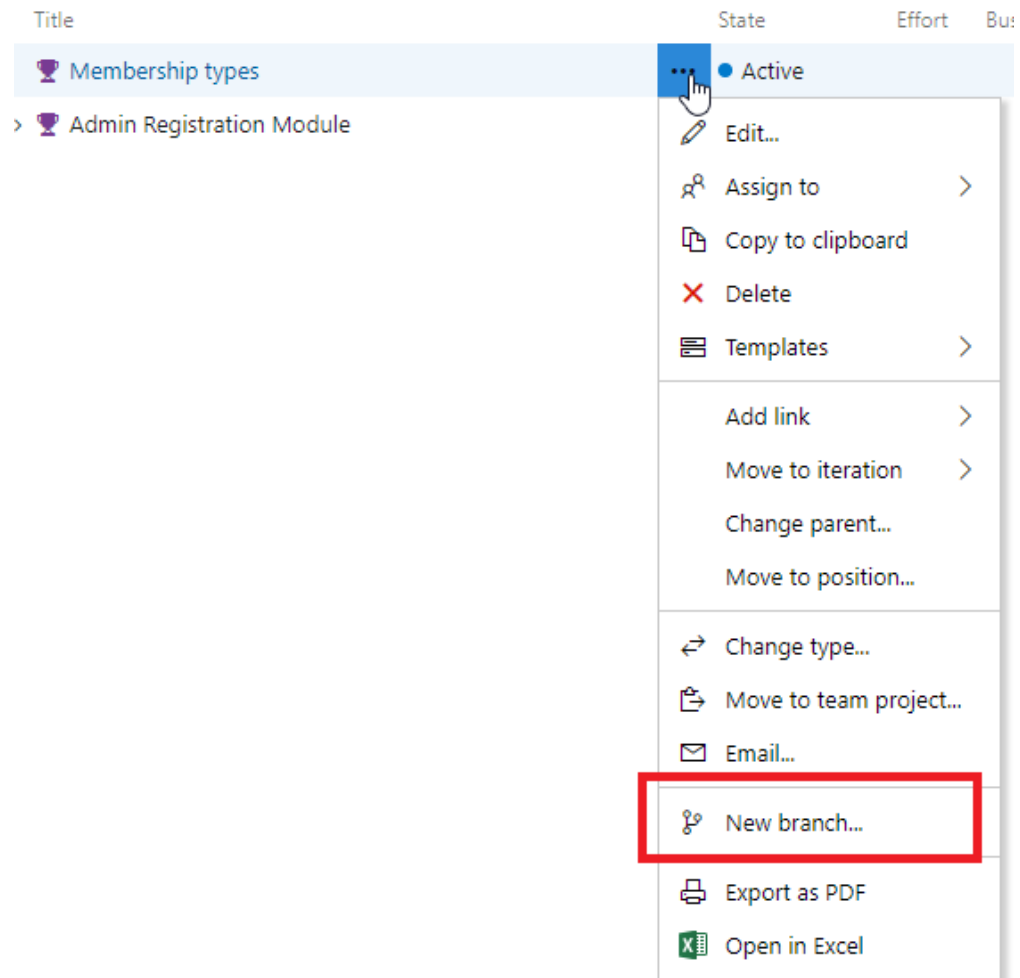 Title State Effort Bus
Membership types ... Active
Admin Registration Module
Edit...
Assign to
Copy to clipboard
Delete
Templates
Add link
Move to iteration
Change parent...
Move to position...
Change type...
Move to team project...
Email...
New branch...
Export as PDF
Open in Excel